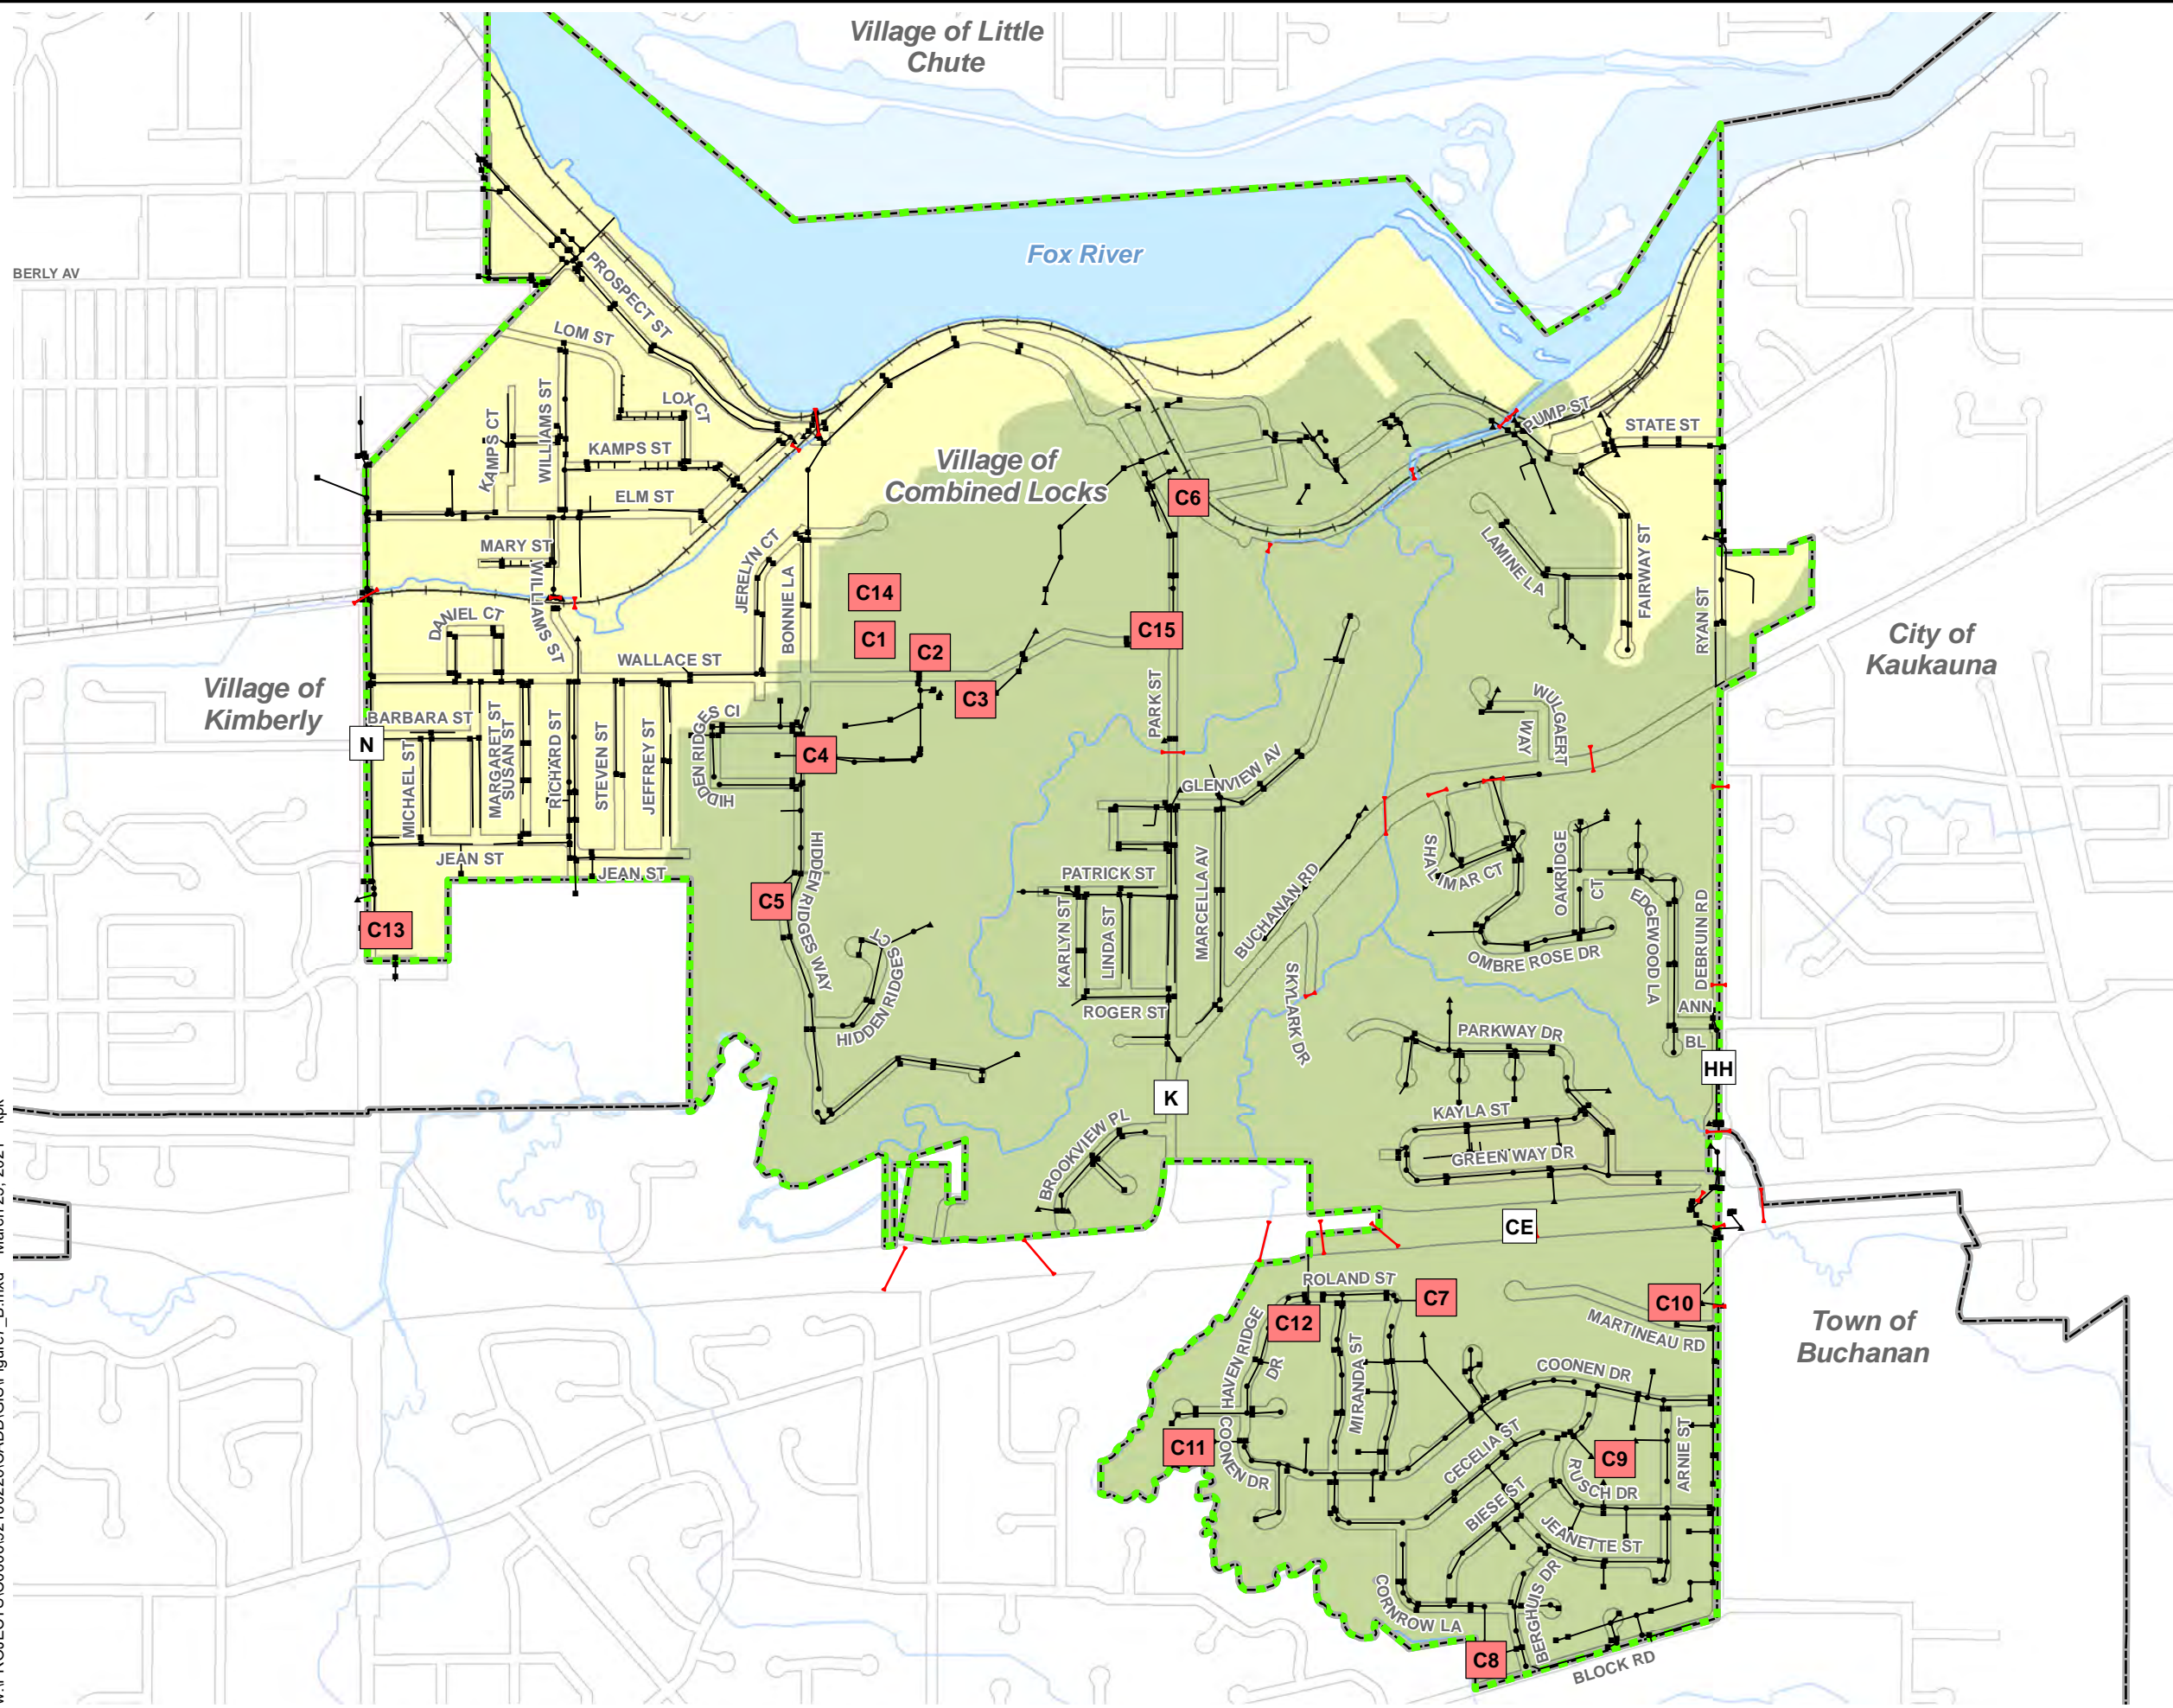 Village of Little
Chute
Fox River
BERLY AV
PROSPECT ST
LOM ST
LOX CT
WILLIAMS ST
KAMPS CT
KAMPS ST
ELM ST
MARY ST
Village of
Combined Locks
C6
PUMP ST
STATE ST
LAMINE LA
FAIRWAY ST
RYAN ST
City of
Kaukauna
JERELYN CT
BONNIE LA
C14
C1
C2
C3
C15
PARK ST
DANIEL CT
WILLIAMS ST
WALLACE ST
Village of
Kimberly
N
BARBARA ST
MICHAEL ST
MARGARET ST
SUSAN ST
RICHARD ST
STEVEN ST
JEFFREY ST
HIDDEN RIDGES CI
HIDDEN
C4
JEAN ST
JEAN ST
C13
C5
HIDDEN RIDGES WAY
HIDDEN RIDGES CT
GLENVIEW AV
WULGAERT
WAY
PATRICK ST
KARLYN ST
LINDA ST
MARCELLA AV
BUCHANAN RD
ROGER ST
SKYLARK DR
SHALIMAR CT
OAKRIDGE
CT
OMBRE ROSE DR
EDGEWOOD LA
DEBRUIN RD
ANN
BL
HH
PARKWAY DR
KAYLA ST
GREEN WAY DR
K
BROOKVIEW PL
CE
ROLAND ST
C7
C12
C10
MARTINEAU RD
Town of
Buchanan
HAVEN RIDGE
DR
MIRANDA ST
COONEN DR
C11
COONEN DR
CECELIA ST
C9
ARNIE ST
RUSCH DR
BIESE ST
JEANETTE ST
CORNROW LA
BERGHUIS DR
C8
BLOCK RD